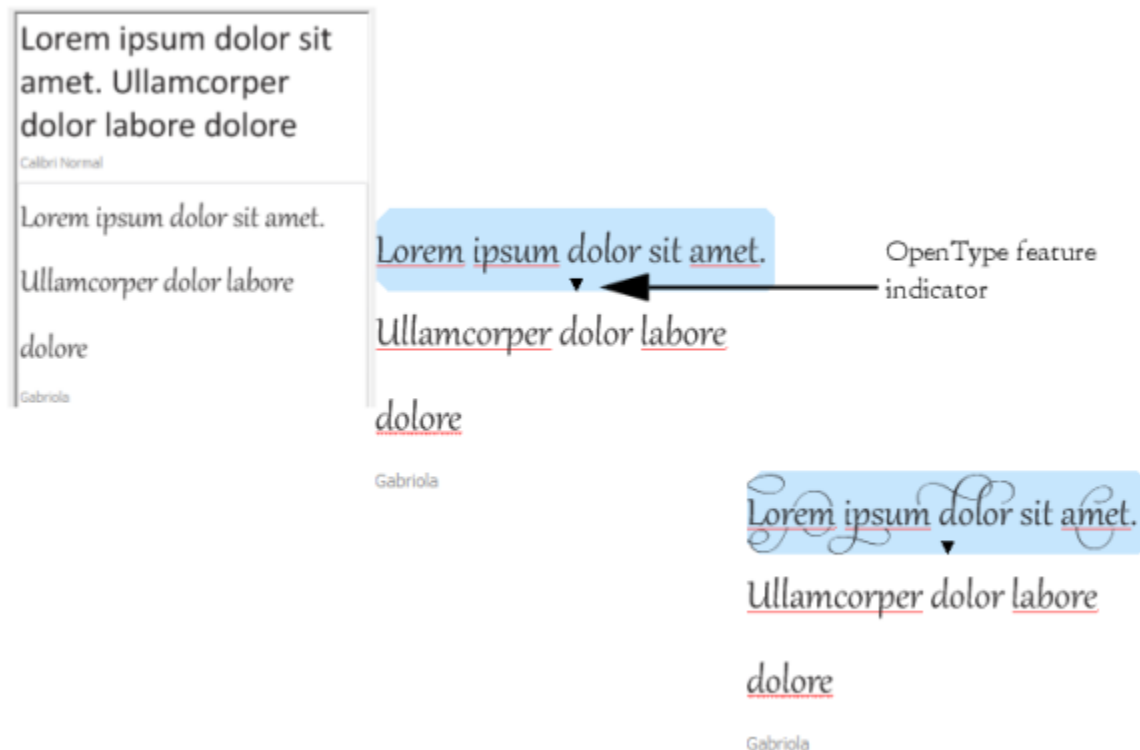 Lorem ipsum dolor sit
amet. Ullamcorper
dolor labore dolore
Calibri Normal
Lorem ipsum dolor sit amet.
Ullamcorper dolor labore
dolore
Gabriola
Lorem ipsum dolor sit amet.
Ullamcorper dolor labore
dolore
Gabriola
OpenType feature
indicator
Lorem ipsum dolor sit amet.
Ullamcorper dolor labore
dolore
Gabriola